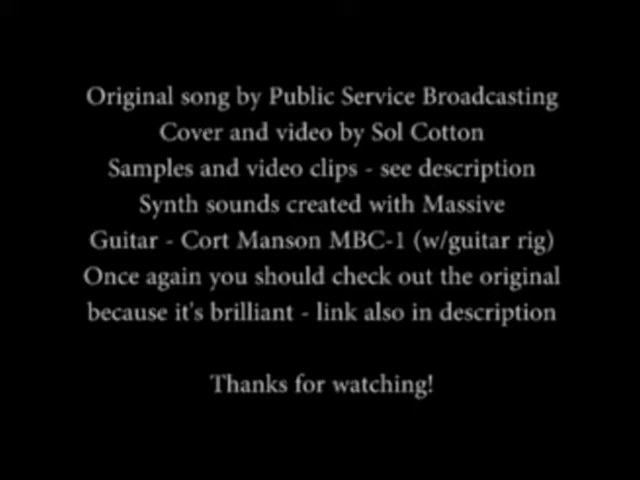 Original song by Public Service Broadcasting
Cover and video by Sol Cotton
Samples and video clips - see description
Synth sounds created with Massive
Guitar - Cort Manson MBC-1 (w/guitar rig)
Once again you should check out the original
because it's brilliant - link also in description
Thanks for watching!